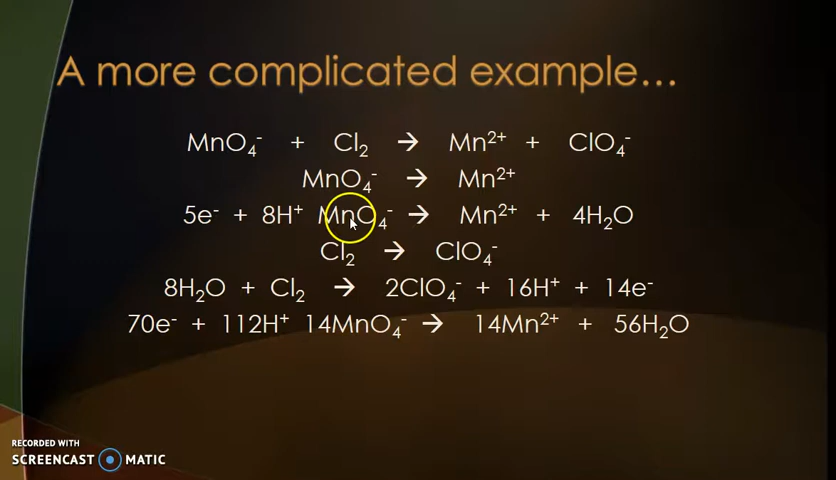 A more complicated example...
MnO₄⁻ + Cl₂ → Mn²⁺ + ClO₄⁻
MnO₄⁻ → Mn²⁺
5e⁻ + 8H⁺ MnO₄⁻ → Mn²⁺ + 4H₂O
Cl₂ → ClO₄⁻
8H₂O + Cl₂ → 2ClO₄⁻ + 16H⁺ + 14e⁻
70e⁻ + 112H⁺ 14MnO₄⁻ → 14Mn²⁺ + 56H₂O
RECORDED WITH
SCREENCAST MATIC